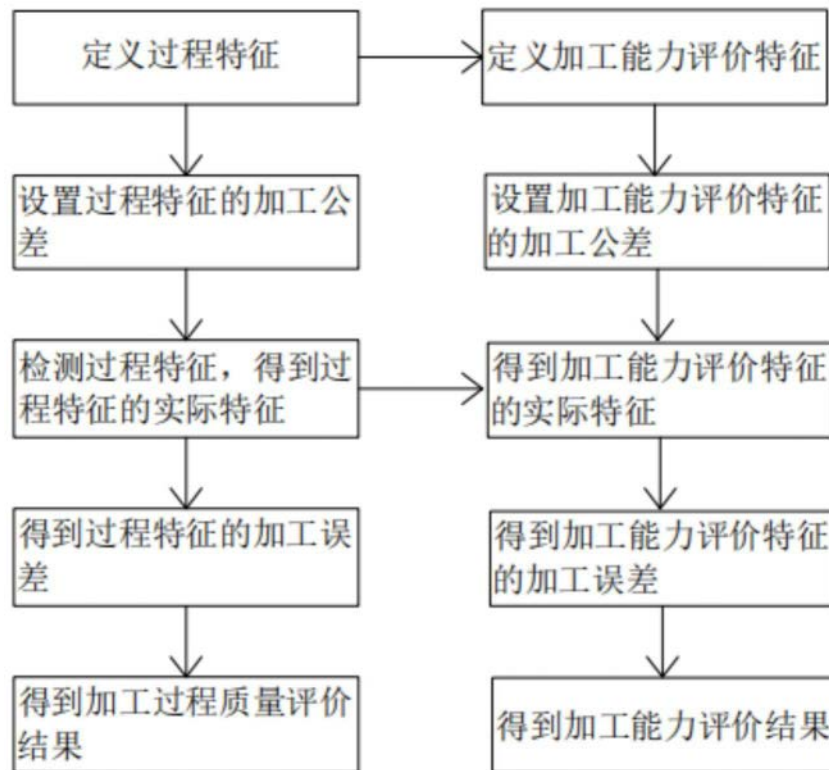 定义过程特征
定义加工能力评价特征
设置过程特征的加工公
差
设置加工能力评价特征
的加工公差
检测过程特征，得到过
程特征的实际特征
得到加工能力评价特征
的实际特征
得到过程特征的加工误
差
得到加工能力评价特征
的加工误差
得到加工过程质量评价
结果
得到加工能力评价结果